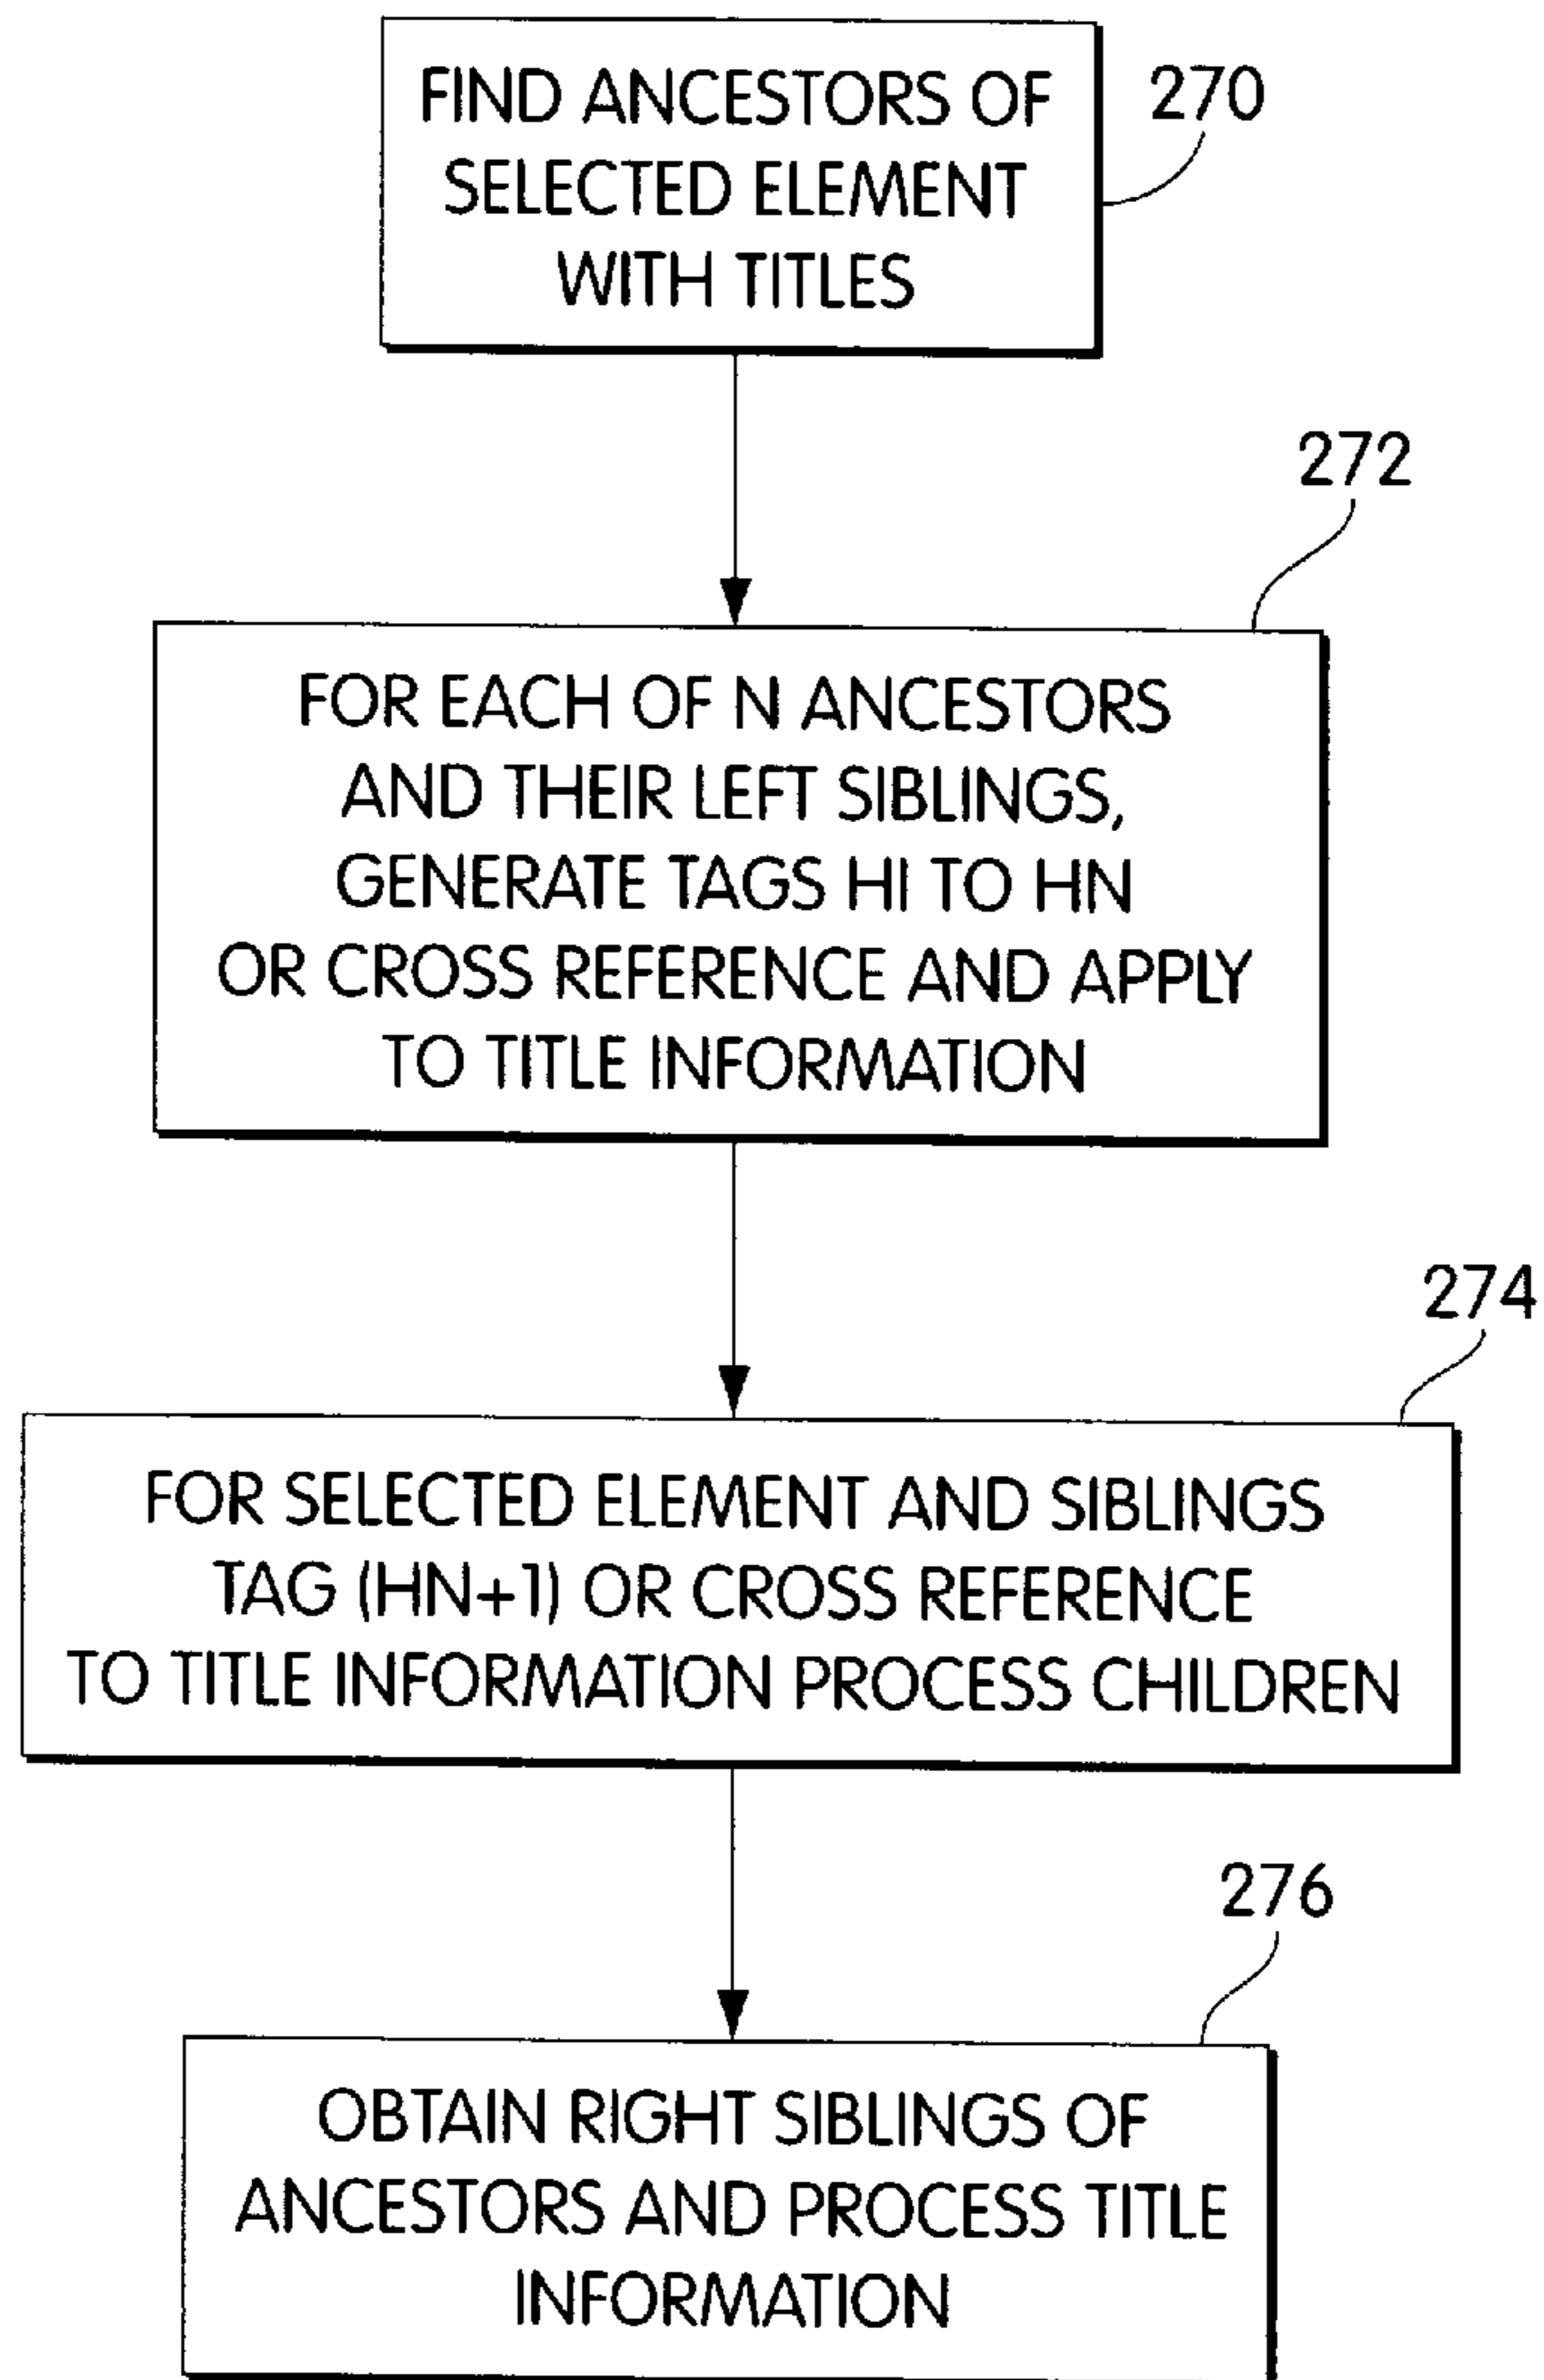 FIND ANCESTORS OF
SELECTED ELEMENT
WITH TITLES
270
272
FOR EACH OF N ANCESTORS
AND THEIR LEFT SIBLINGS,
GENERATE TAGS HI TO HN
OR CROSS REFERENCE AND APPLY
TO TITLE INFORMATION
274
FOR SELECTED ELEMENT AND SIBLINGS
TAG (HN+1) OR CROSS REFERENCE
TO TITLE INFORMATION PROCESS CHILDREN
276
OBTAIN RIGHT SIBLINGS OF
ANCESTORS AND PROCESS TITLE
INFORMATION